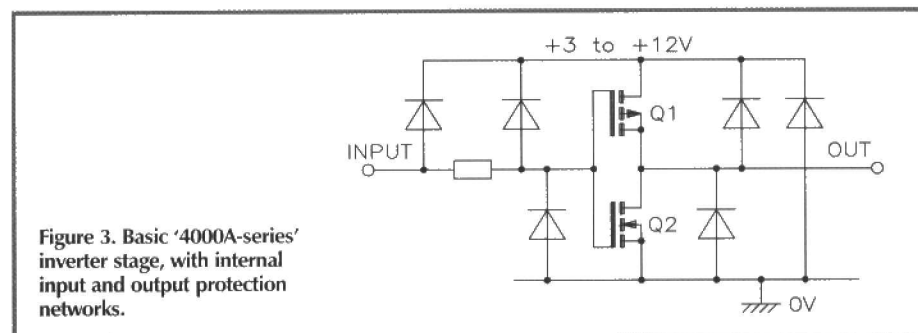 +3 to +12V
Q1
INPUT
OUT
Q2
Figure 3. Basic ‘4000A-series’
inverter stage, with internal
input and output protection
networks.
0V